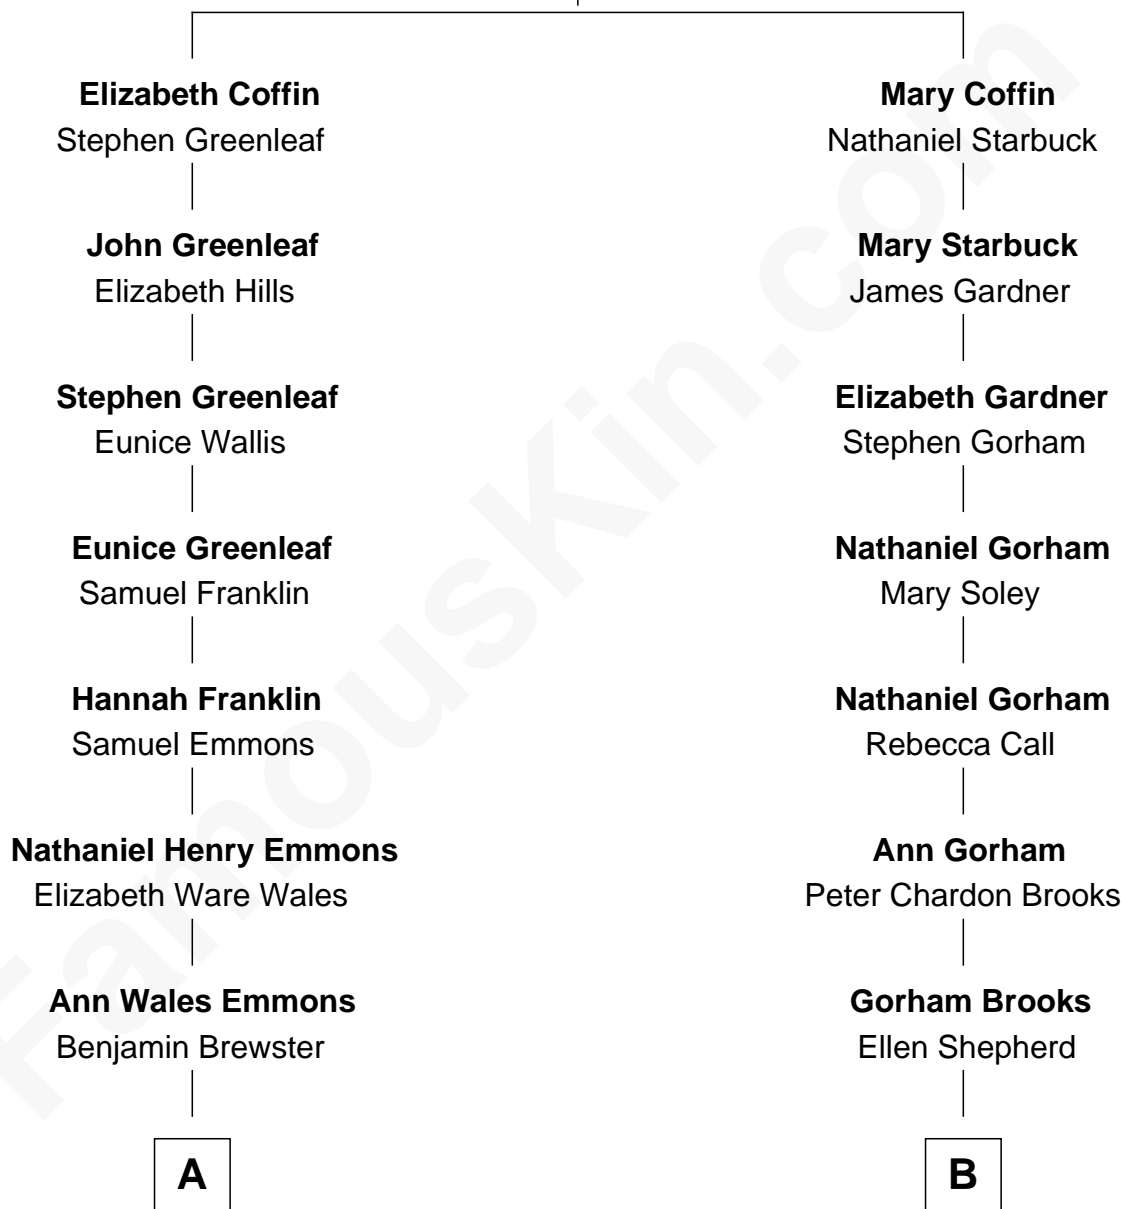 Elizabeth Coffin
Stephen Greenleaf
Mary Coffin
Nathaniel Starbuck
John Greenleaf
Elizabeth Hills
Mary Starbuck
James Gardner
Stephen Greenleaf
Eunice Wallis
Elizabeth Gardner
Stephen Gorham
Eunice Greenleaf
Samuel Franklin
Nathaniel Gorham
Mary Soley
Hannah Franklin
Samuel Emmons
Nathaniel Gorham
Rebecca Call
Nathaniel Henry Emmons
Elizabeth Ware Wales
Ann Gorham
Peter Chardon Brooks
Ann Wales Emmons
Benjamin Brewster
Gorham Brooks
Ellen Shepherd
A
B
FamousKin.com